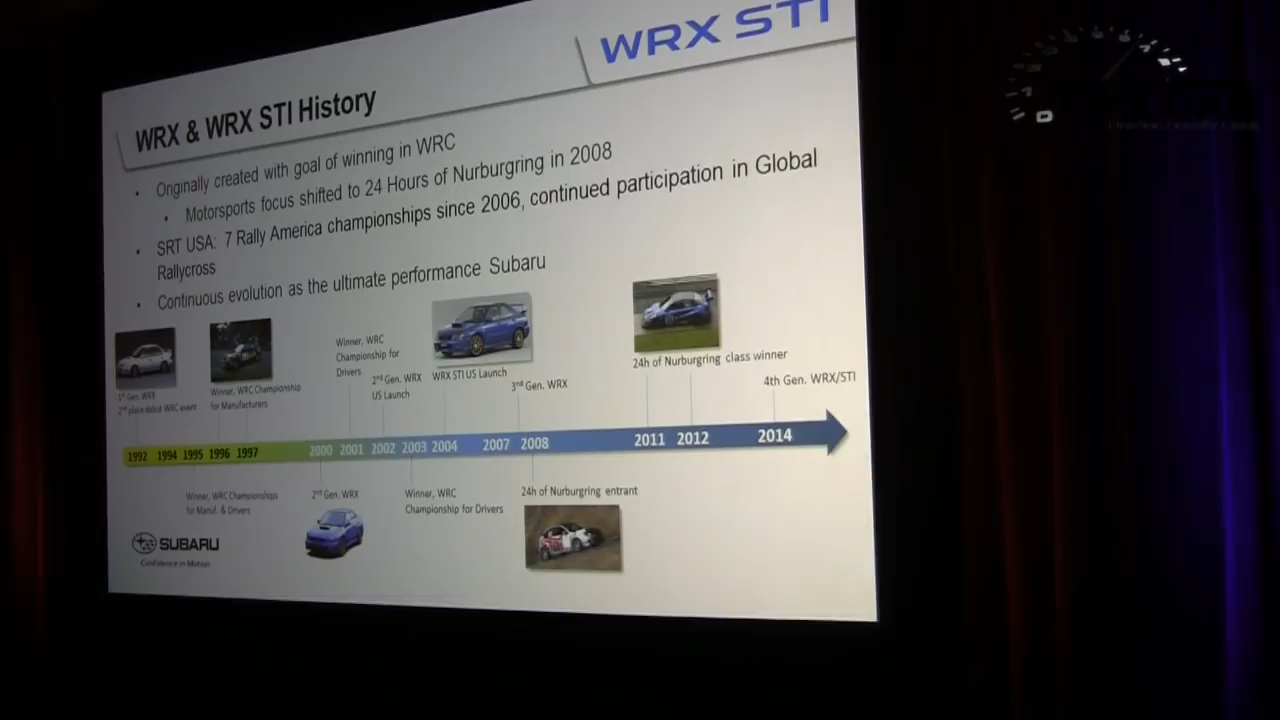 WRX STI
WRX & WRX STI History
• Originally created with goal of winning in WRC
• Motorsports focus shifted to 24 Hours of Nurburgring in 2008
• SRT USA: 7 Rally America championships since 2006, continued participation in Global
Rallycross
• Continuous evolution as the ultimate performance Subaru
1st Gen. WRX
2nd place debut WRC event
Winner, WRC Championship
for Manufacturers
Winner, WRC
Championship for
Drivers
2nd Gen. WRX
US Launch
WRX STI US Launch
3rd Gen. WRX
24h of Nurburgring class winner
4th Gen. WRX/STI
1992 1994 1995 1996 1997 2000 2001 2002 2003 2004 2007 2008 2011 2012 2014
Winner, WRC Championships
for Manuf. & Drivers
2nd Gen. WRX
Winner, WRC
Championship for Drivers
24h of Nurburgring entrant
SUBARU
Confidence in Motion